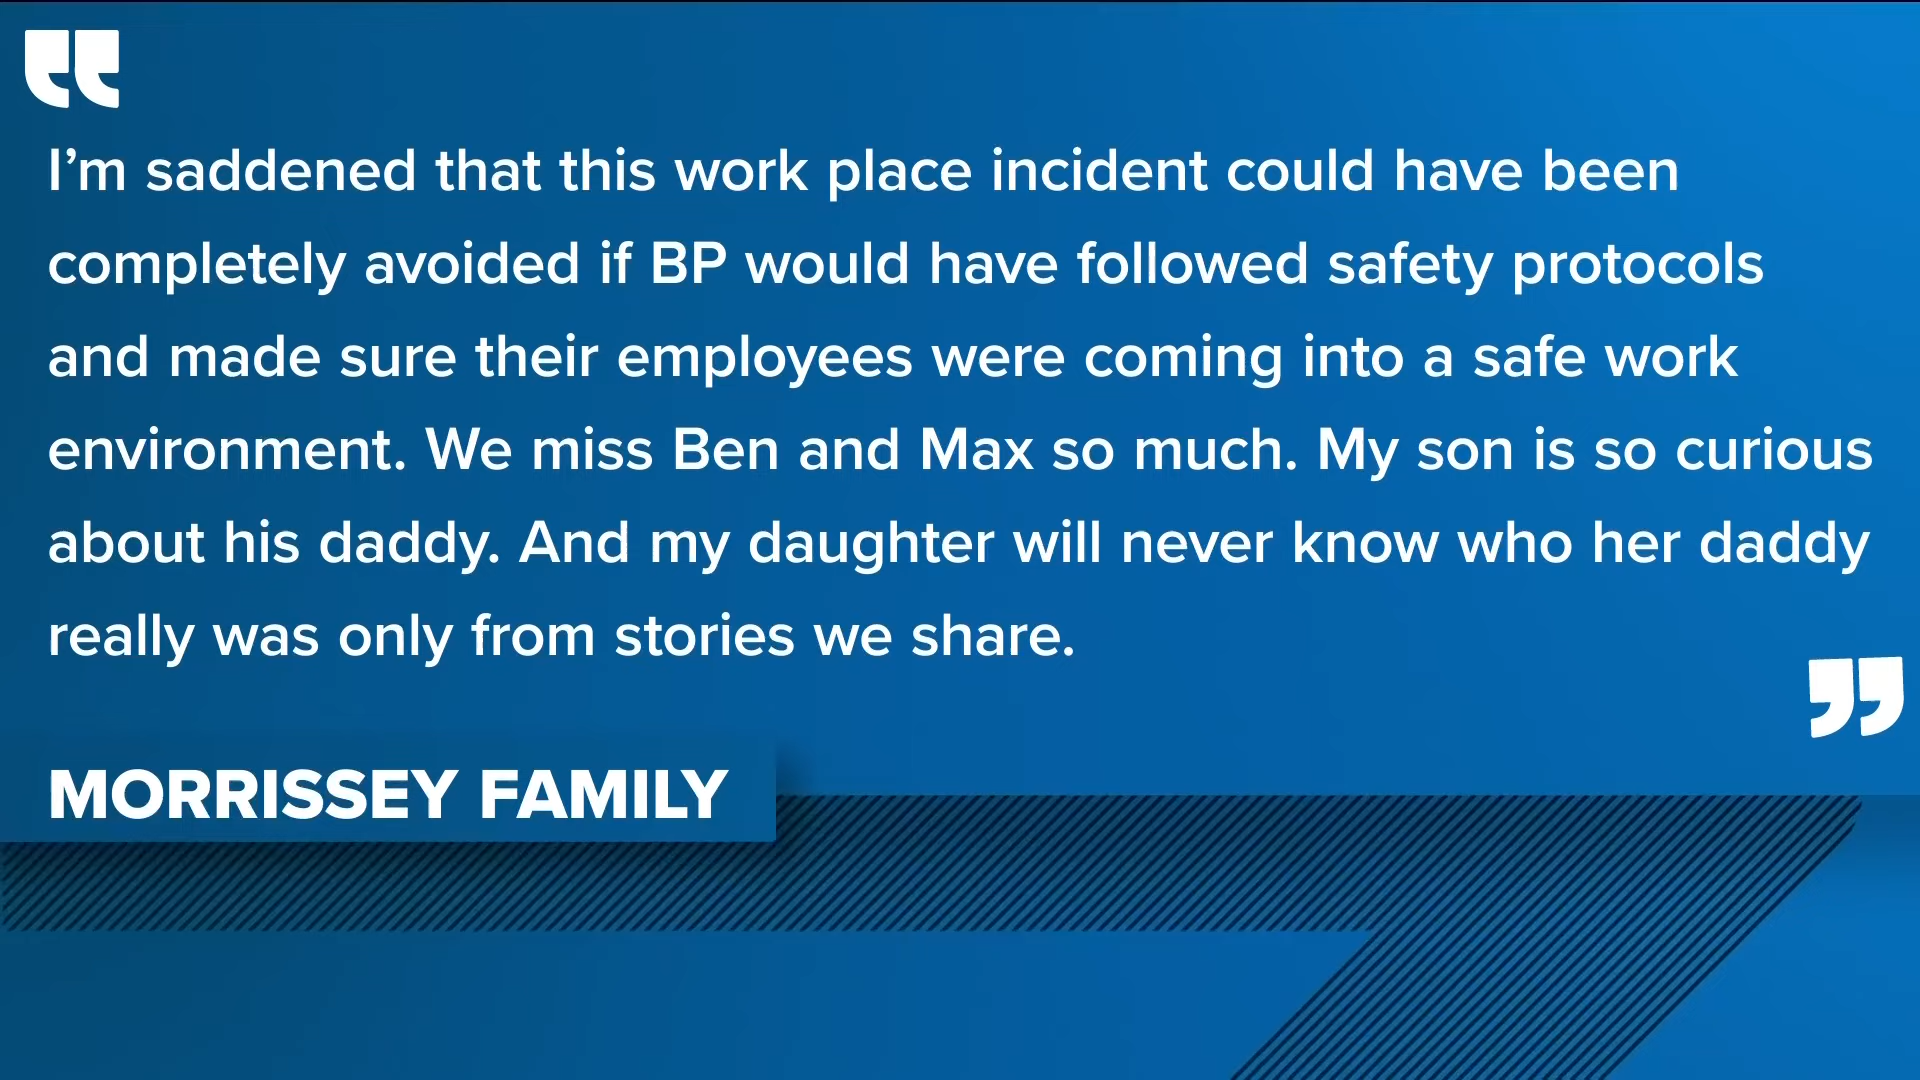 “
I’m saddened that this work place incident could have been
completely avoided if BP would have followed safety protocols
and made sure their employees were coming into a safe work
environment. We miss Ben and Max so much. My son is so curious
about his daddy. And my daughter will never know who her daddy
really was only from stories we share.
”
MORRISSEY FAMILY